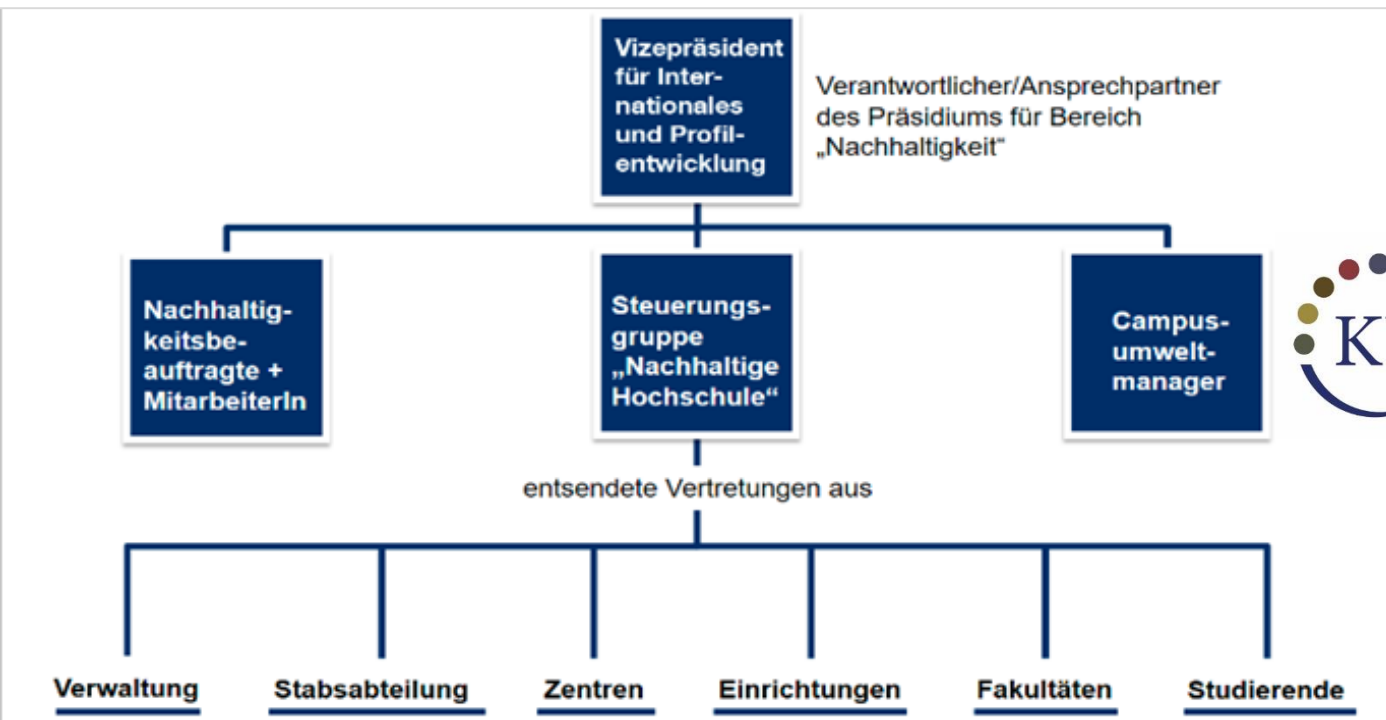 Vizepräsident
für Inter-
nationales
und Profil-
entwicklung
Verantwortlicher/Ansprechpartner
des Präsidiums für Bereich
„Nachhaltigkeit“
Nachhaltig-
keitsbe-
auftragte +
MitarbeiterIn
Steuerungs-
gruppe
„Nachhaltige
Hochschule“
Campus-
umwelt-
manager
K
entsendete Vertretungen aus
Verwaltung
Stabsabteilung
Zentren
Einrichtungen
Fakultäten
Studierende